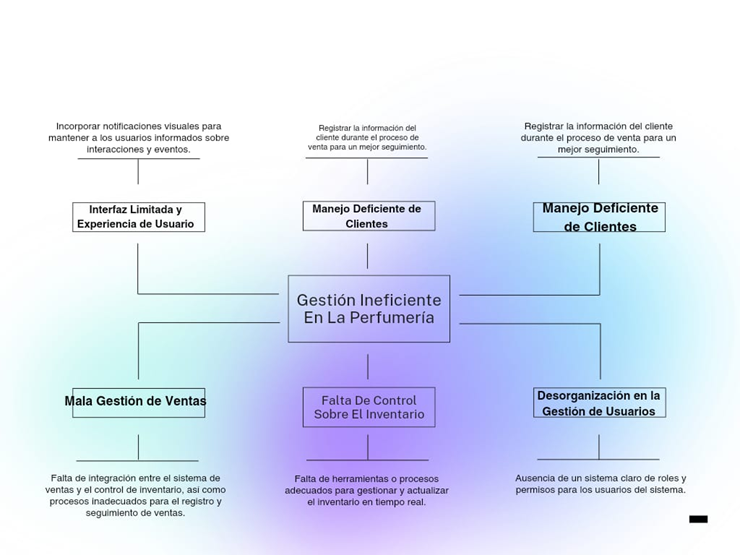 Incorporar notificaciones visuales para
mantener a los usuarios informados sobre
interacciones y eventos.
Registrar la información del
cliente durante el proceso de
venta para un mejor seguimiento.
Registrar la información del cliente
durante el proceso de venta para un
mejor seguimiento.
Interfaz Limitada y
Experiencia de Usuario
Manejo Deficiente de
Clientes
Manejo Deficiente
de Clientes
Gestión Ineficiente
En La Perfumería
Mala Gestión de Ventas
Falta De Control
Sobre El Inventario
Desorganización en la
Gestión de Usuarios
Falta de integración entre el sistema de
ventas y el control de inventario, así como
procesos inadecuados para el registro y
seguimiento de ventas.
Falta de herramientas o procesos
adecuados para gestionar y actualizar
el inventario en tiempo real.
Ausencia de un sistema claro de roles y
permisos para los usuarios del sistema.